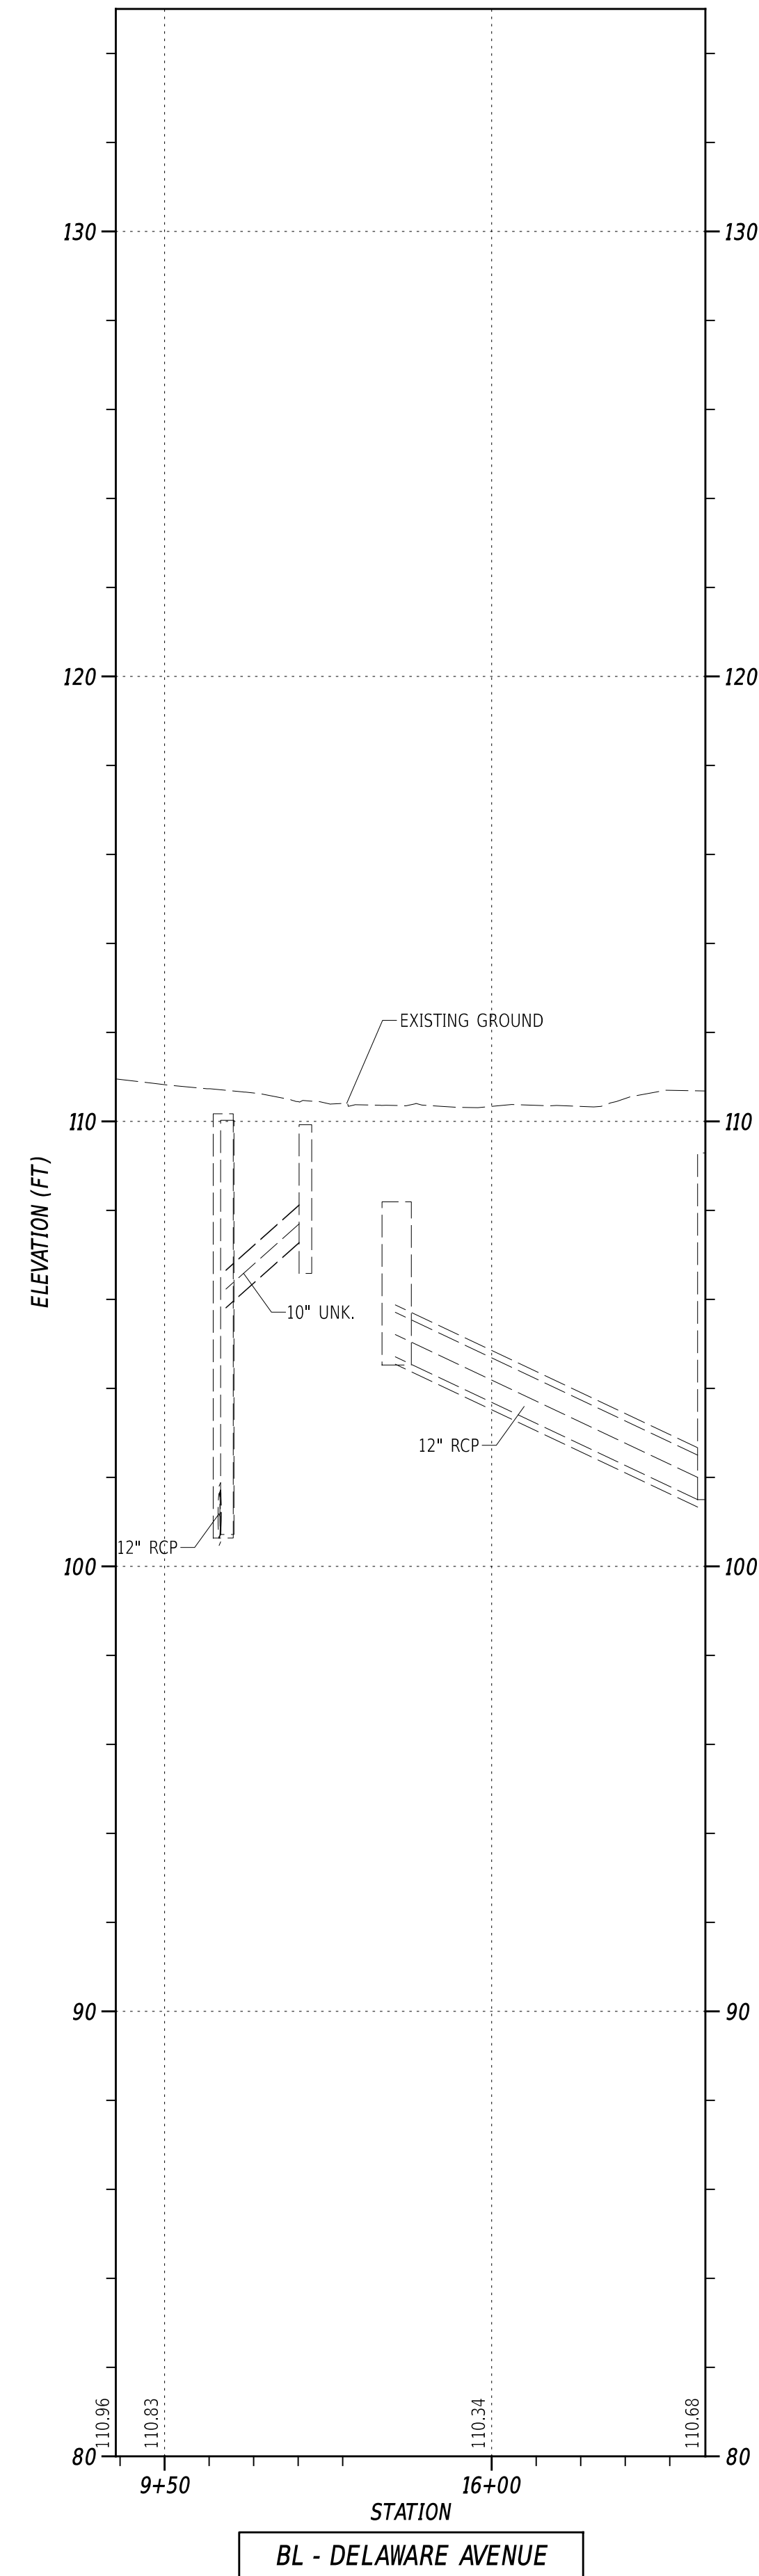 130 130
120 120
EXISTING GROUND
110 110
ELEVATION (FT)
10" UNK.
12" RCP
12" RCP
100 100
90 90
110.96 110.83 110.34 110.68
80 80
9+50 16+00
STATION
BL - DELAWARE AVENUE